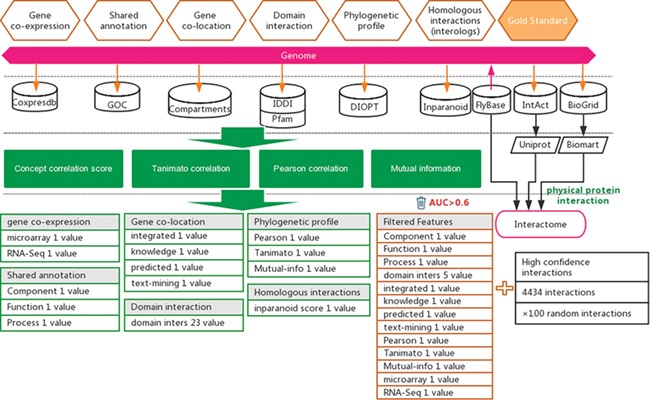 Gene
co-expression
Shared
annotation
Gene
co-location
Domain
interaction
Phylogenetic
profile
Homologous
interactions
(interologs)
Gold Standard
Genome
Coxpresdb
GOC
Compartments
IDDI
Pfam
DIOPT
Inparanoid
FlyBase
IntAct
BioGrid
Uniprot
Biomart
Concept correlation score
Tanimato correlation
Pearson correlation
Mutual information
physical protein
interaction
AUC>0.6
Interactome
gene co-expression
microarray 1 value
RNA-Seq 1 value
Shared annotation
Component 1 value
Function 1 value
Process 1 value
Gene co-location
integrated 1 value
knowledge 1 value
predicted 1 value
text-mining 1 value
Domain interaction
domain inters 23 value
Phylogenetic profile
Pearson 1 value
Tanimato 1 value
Mutual-info 1 value
Homologous interactions
inparanoid score 1 value
Filtered Features
Component 1 value
Function 1 value
Process 1 value
domain inters 5 value
integrated 1 value
knowledge 1 value
predicted 1 value
text-mining 1 value
Pearson 1 value
Tanimato 1 value
Mutual-info 1 value
microarray 1 value
RNA-Seq 1 value
High confidence
interactions
4434 interactions
×100 random interactions